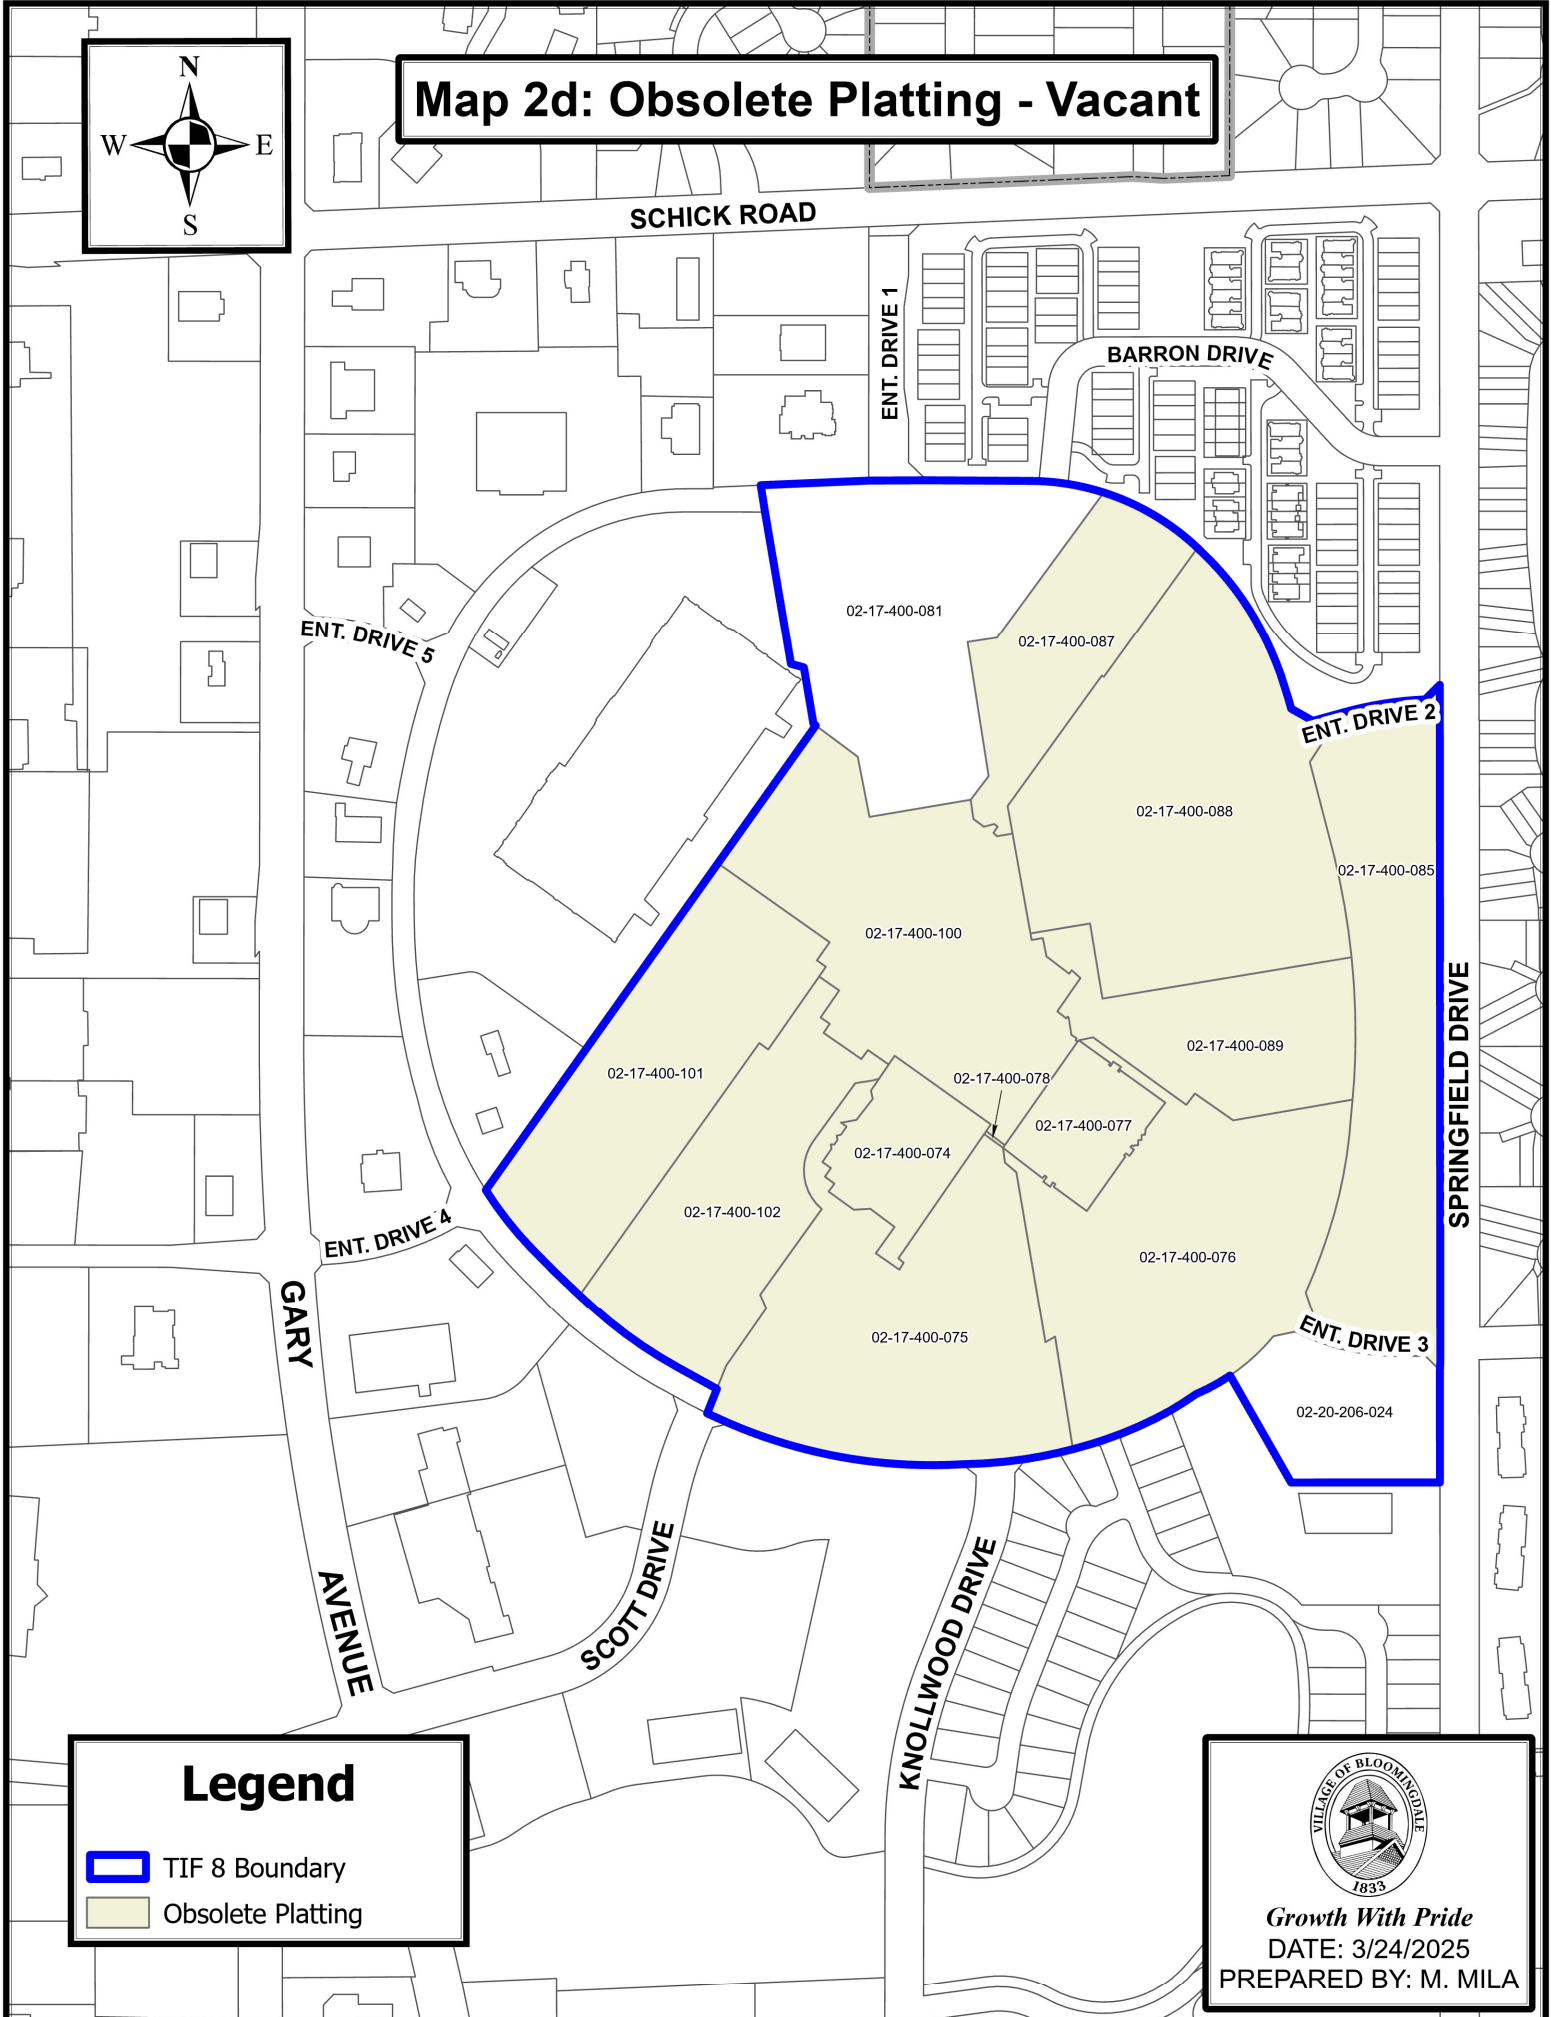 Map 2d: Obsolete Platting - Vacant
N
W E
S
SCHICK ROAD
ENT. DRIVE 1
BARRON DRIVE
02-17-400-081
02-17-400-087
ENT. DRIVE 5
ENT. DRIVE 2
02-17-400-088
02-17-400-085
02-17-400-100
SPRINGFIELD DRIVE
02-17-400-089
02-17-400-101
02-17-400-078
02-17-400-077
02-17-400-074
02-17-400-102
ENT. DRIVE 4
02-17-400-076
GARY
AVENUE
02-17-400-075
ENT. DRIVE 3
02-20-206-024
SCOTT DRIVE
KNOLLWOOD DRIVE
Legend
TIF 8 Boundary
Obsolete Platting
VILLAGE OF BLOOMINGDALE
1833
Growth With Pride
DATE: 3/24/2025
PREPARED BY: M. MILA